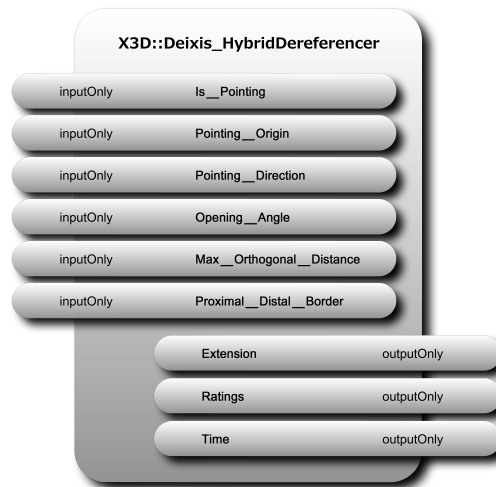 X3D::Deixis_HybridDereferencer
inputOnly Is__Pointing
inputOnly Pointing__Origin
inputOnly Pointing__Direction
inputOnly Opening__Angle
inputOnly Max__Orthogonal__Distance
inputOnly Proximal__Distal__Border
Extension outputOnly
Ratings outputOnly
Time outputOnly